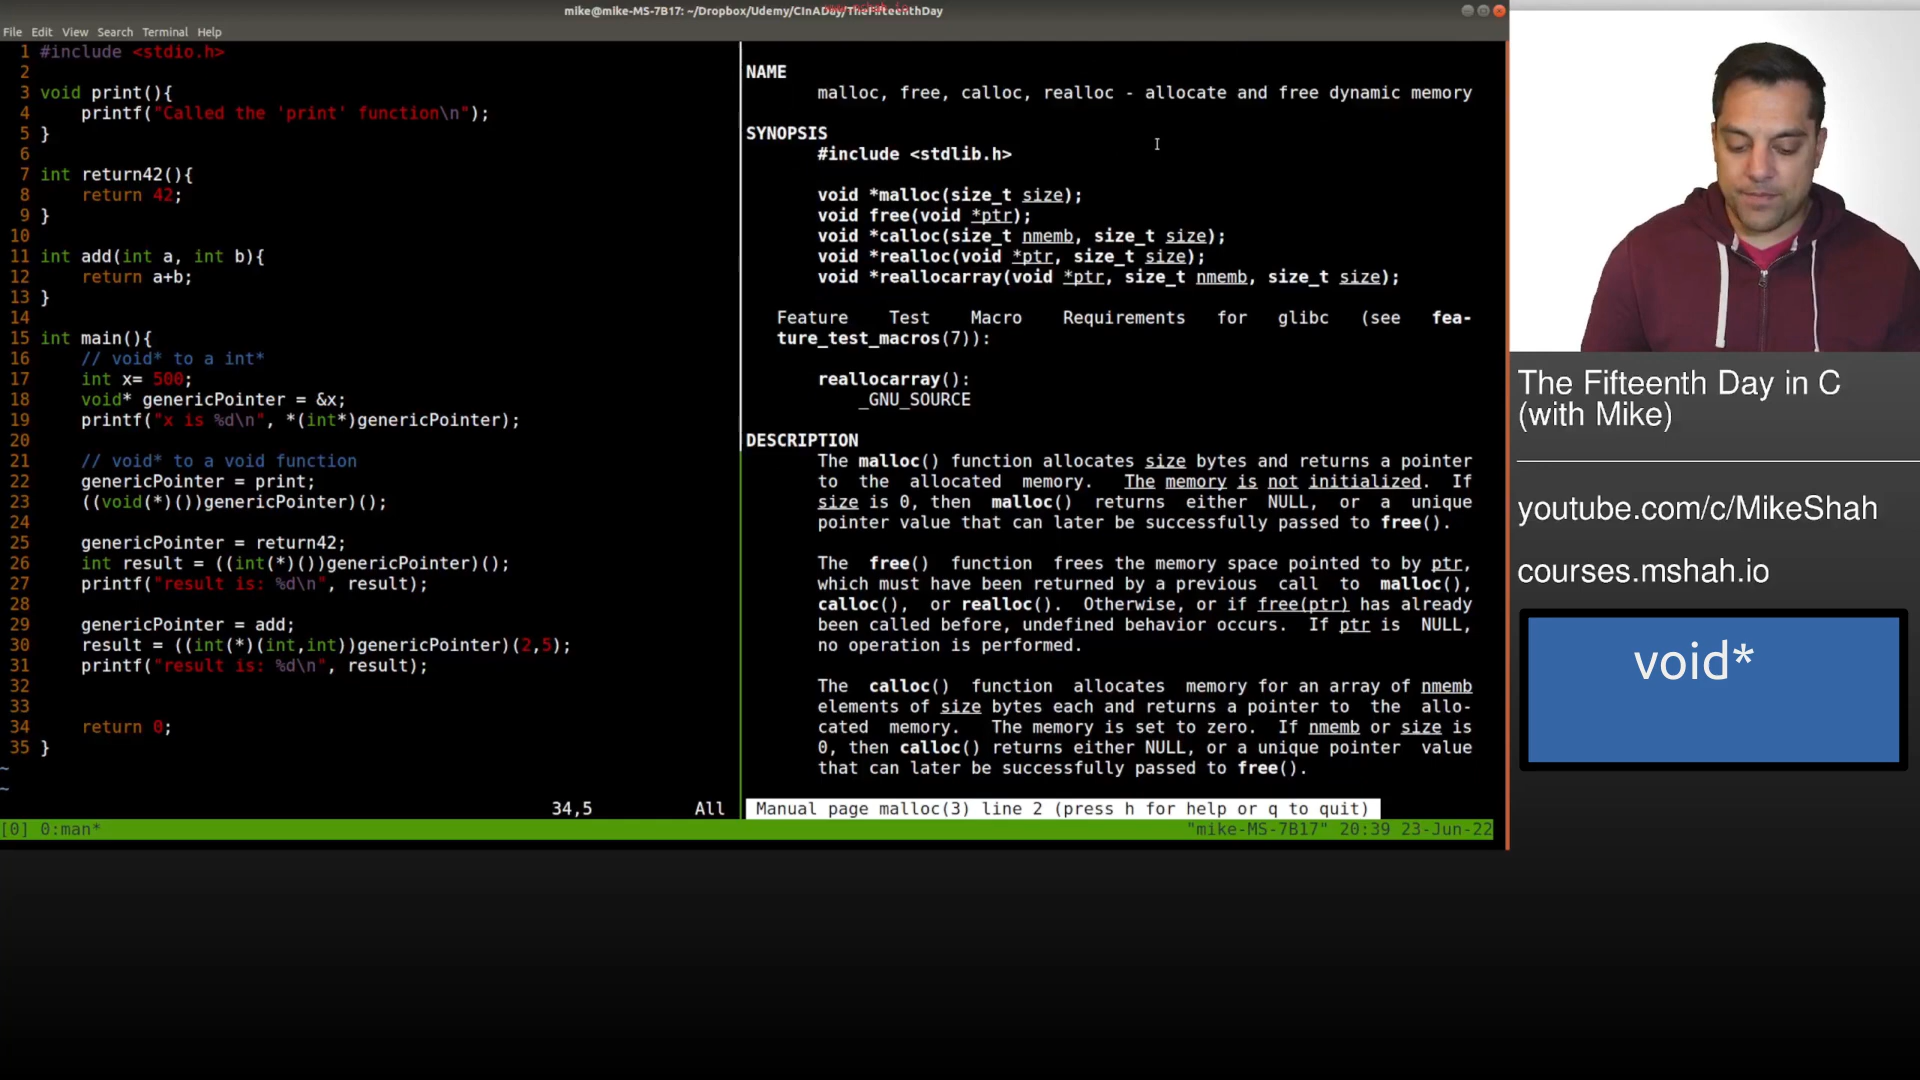 mike@mike-MS-7B17: ~/Dropbox/Udemy/CInADay/TheFifteenthDay
File Edit View Search Terminal Help
1 #include <stdio.h>
2
3 void print(){
4 printf("Called the 'print' function\n");
5 }
6
7 int return42(){
8 return 42;
9 }
10
11 int add(int a, int b){
12 return a+b;
13 }
14
15 int main(){
16 // void* to a int*
17 int x= 500;
18 void* genericPointer = &x;
19 printf("x is %d\n", *(int*)genericPointer);
20
21 // void* to a void function
22 genericPointer = print;
23 ((void(*)())genericPointer)();
24
25 genericPointer = return42;
26 int result = ((int(*)())genericPointer)();
27 printf("result is: %d\n", result);
28
29 genericPointer = add;
30 result = ((int(*)(int,int))genericPointer)(2,5);
31 printf("result is: %d\n", result);
32
33
34 return 0;
35 }
~
~
34,5 All
NAME
malloc, free, calloc, realloc - allocate and free dynamic memory
SYNOPSIS
#include <stdlib.h>
void *malloc(size_t size);
void free(void *ptr);
void *calloc(size_t nmemb, size_t size);
void *realloc(void *ptr, size_t size);
void *reallocarray(void *ptr, size_t nmemb, size_t size);
Feature Test Macro Requirements for glibc (see fea-
ture_test_macros(7)):
reallocarray():
_GNU_SOURCE
DESCRIPTION
The malloc() function allocates size bytes and returns a pointer
to the allocated memory. The memory is not initialized. If
size is 0, then malloc() returns either NULL, or a unique
pointer value that can later be successfully passed to free().
The free() function frees the memory space pointed to by ptr,
which must have been returned by a previous call to malloc(),
calloc(), or realloc(). Otherwise, or if free(ptr) has already
been called before, undefined behavior occurs. If ptr is NULL,
no operation is performed.
The calloc() function allocates memory for an array of nmemb
elements of size bytes each and returns a pointer to the allo-
cated memory. The memory is set to zero. If nmemb or size is
0, then calloc() returns either NULL, or a unique pointer value
that can later be successfully passed to free().
Manual page malloc(3) line 2 (press h for help or q to quit)
[0] 0:man* "mike-MS-7B17" 20:39 23-Jun-22
The Fifteenth Day in C
(with Mike)
youtube.com/c/MikeShah
courses.mshah.io
void*